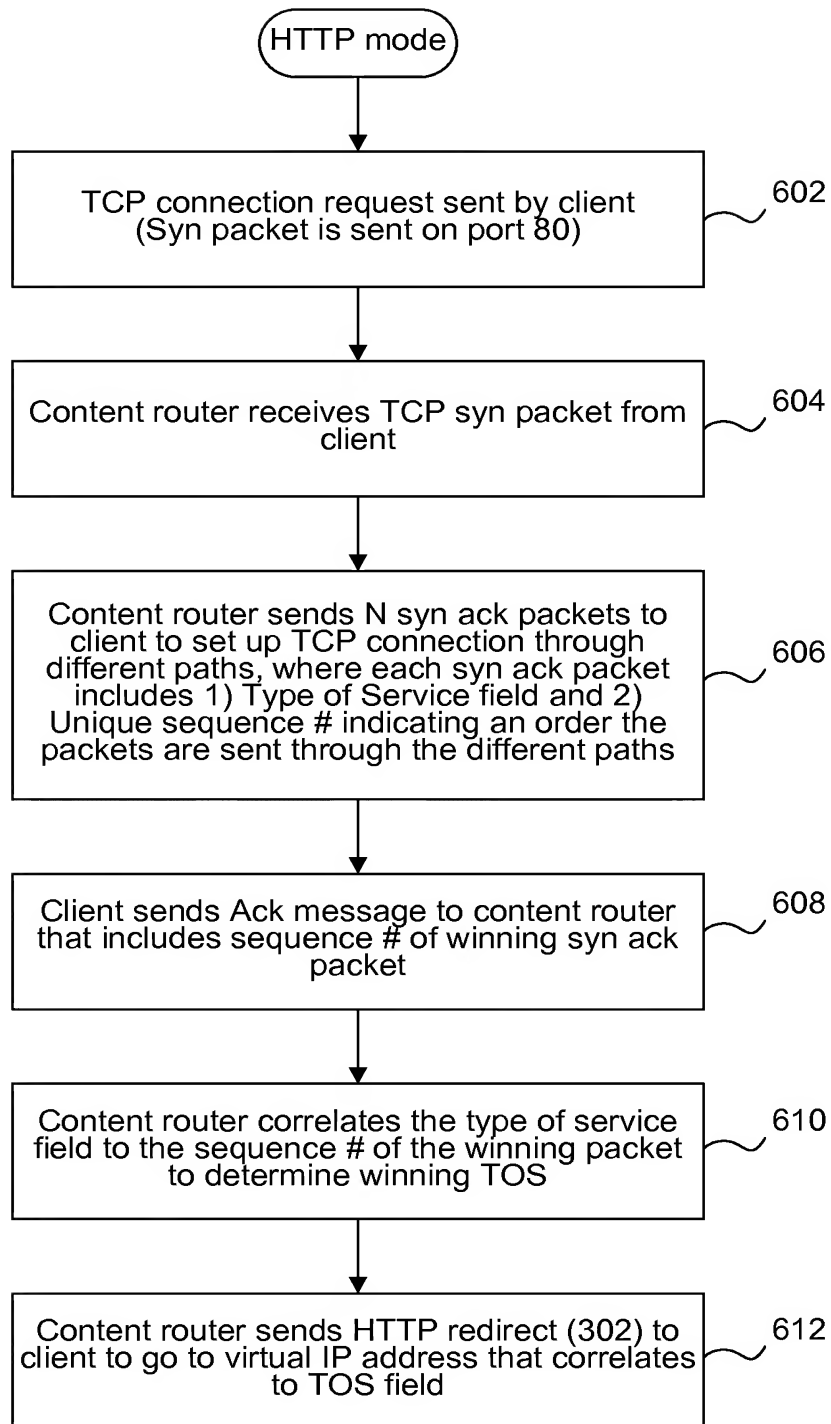 HTTP mode
TCP connection request sent by client
(Syn packet is sent on port 80)
602
Content router receives TCP syn packet from
client
604
Content router sends N syn ack packets to
client to set up TCP connection through
different paths, where each syn ack packet
includes 1) Type of Service field and 2)
Unique sequence # indicating an order the
packets are sent through the different paths
606
Client sends Ack message to content router
that includes sequence # of winning syn ack
packet
608
Content router correlates the type of service
field to the sequence # of the winning packet
to determine winning TOS
610
Content router sends HTTP redirect (302) to
client to go to virtual IP address that correlates
to TOS field
612